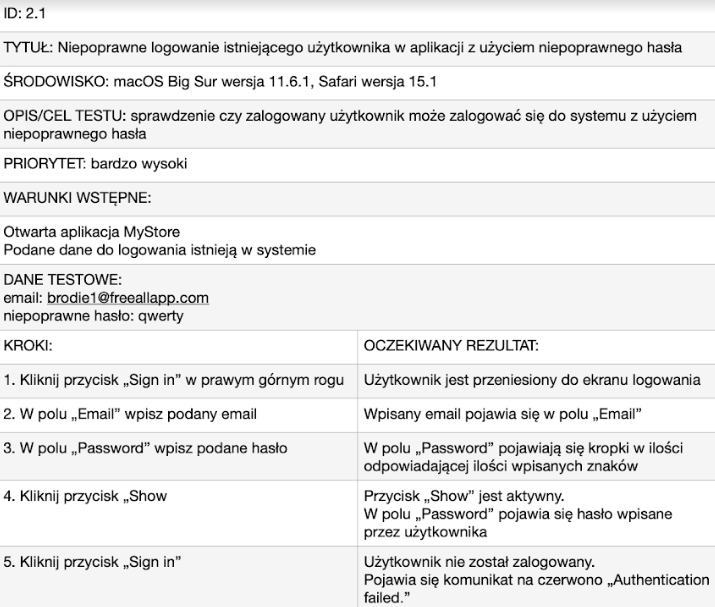 ID: 2.1
TYTUŁ: Niepoprawne logowanie istniejącego użytkownika w aplikacji z użyciem niepoprawnego hasła
ŚRODOWISKO: macOS Big Sur wersja 11.6.1, Safari wersja 15.1
OPIS/CEL TESTU: sprawdzenie czy zalogowany użytkownik może zalogować się do systemu z użyciem
niepoprawnego hasła
PRIORYTET: bardzo wysoki
WARUNKI WSTĘPNE:
Otwarta aplikacja MyStore
Podane dane do logowania istnieją w systemie
DANE TESTOWE:
email: brodie1@freeallapp.com
niepoprawne hasło: qwerty
KROKI:
OCZEKIWANY REZULTAT:
1. Kliknij przycisk „Sign in” w prawym górnym rogu
Użytkownik jest przeniesiony do ekranu logowania
2. W polu „Email” wpisz podany email
Wpisany email pojawia się w polu „Email”
3. W polu „Password” wpisz podane hasło
W polu „Password” pojawiają się kropki w ilości
odpowiadającej ilości wpisanych znaków
4. Kliknij przycisk „Show
Przycisk „Show” jest aktywny.
W polu „Password” pojawia się hasło wpisane
przez użytkownika
5. Kliknij przycisk „Sign in”
Użytkownik nie został zalogowany.
Pojawia się komunikat na czerwono „Authentication
failed.”